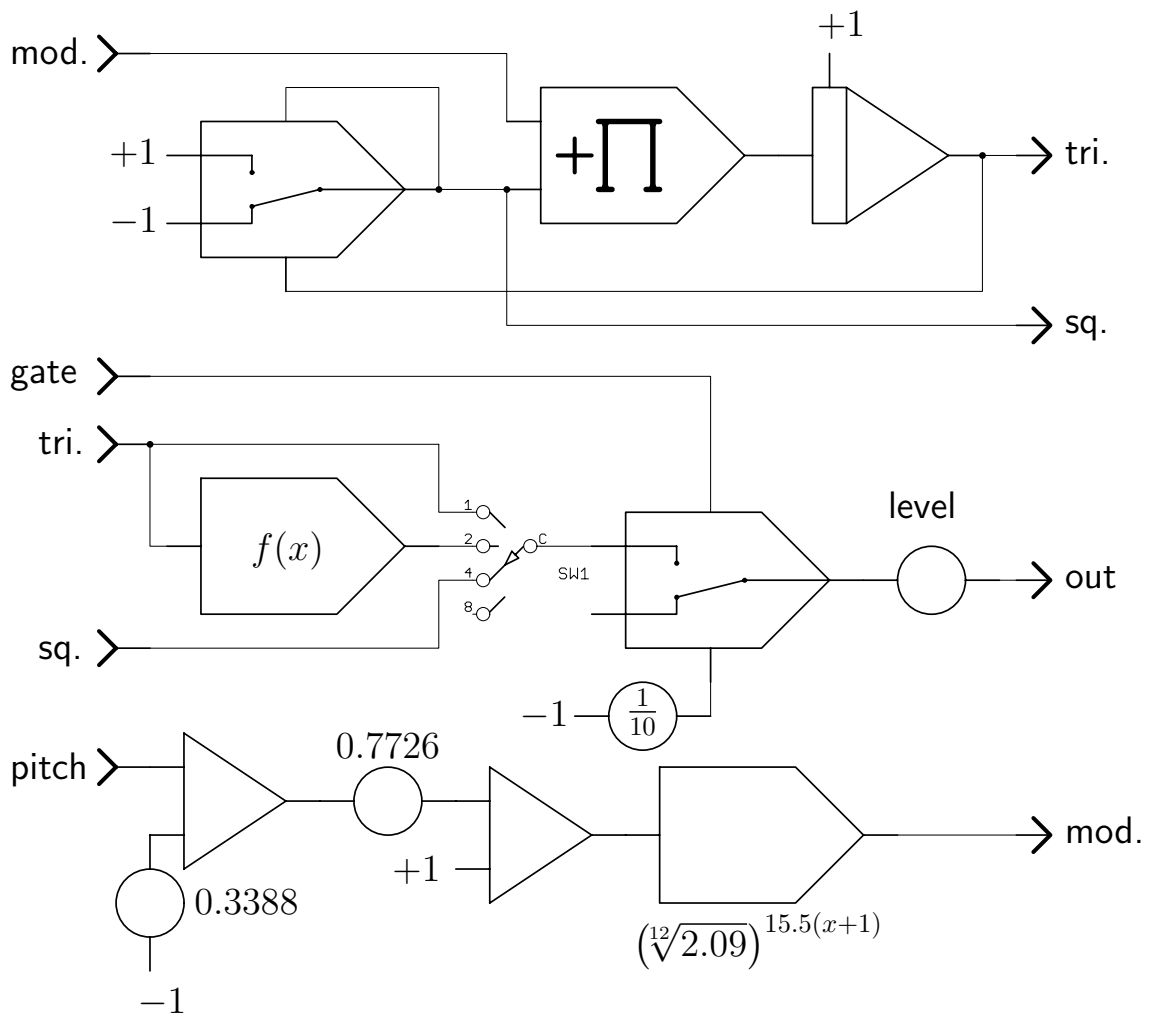 +1
mod.
+1
−1
+∏
tri.
sq.
gate
tri.
f(x)
sq.
1
2
4
8
C
SW1
level
out
−1
1/10
pitch
0.7726
+1
0.3388
−1
mod.
(¹²√2.09)^15.5(x+1)